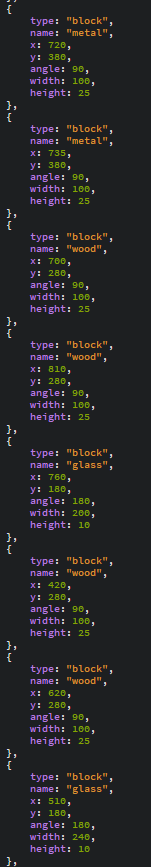 {
type: "block",
name: "metal",
x: 720,
y: 380,
angle: 90,
width: 100,
height: 25
},
{
type: "block",
name: "metal",
x: 735,
y: 380,
angle: 90,
width: 100,
height: 25
},
{
type: "block",
name: "wood",
x: 700,
y: 280,
angle: 90,
width: 100,
height: 25
},
{
type: "block",
name: "wood",
x: 810,
y: 280,
angle: 90,
width: 100,
height: 25
},
{
type: "block",
name: "glass",
x: 760,
y: 180,
angle: 180,
width: 200,
height: 10
},
{
type: "block",
name: "wood",
x: 420,
y: 280,
angle: 90,
width: 100,
height: 25
},
{
type: "block",
name: "wood",
x: 620,
y: 280,
angle: 90,
width: 100,
height: 25
},
{
type: "block",
name: "glass",
x: 510,
y: 180,
angle: 180,
width: 240,
height: 10
},